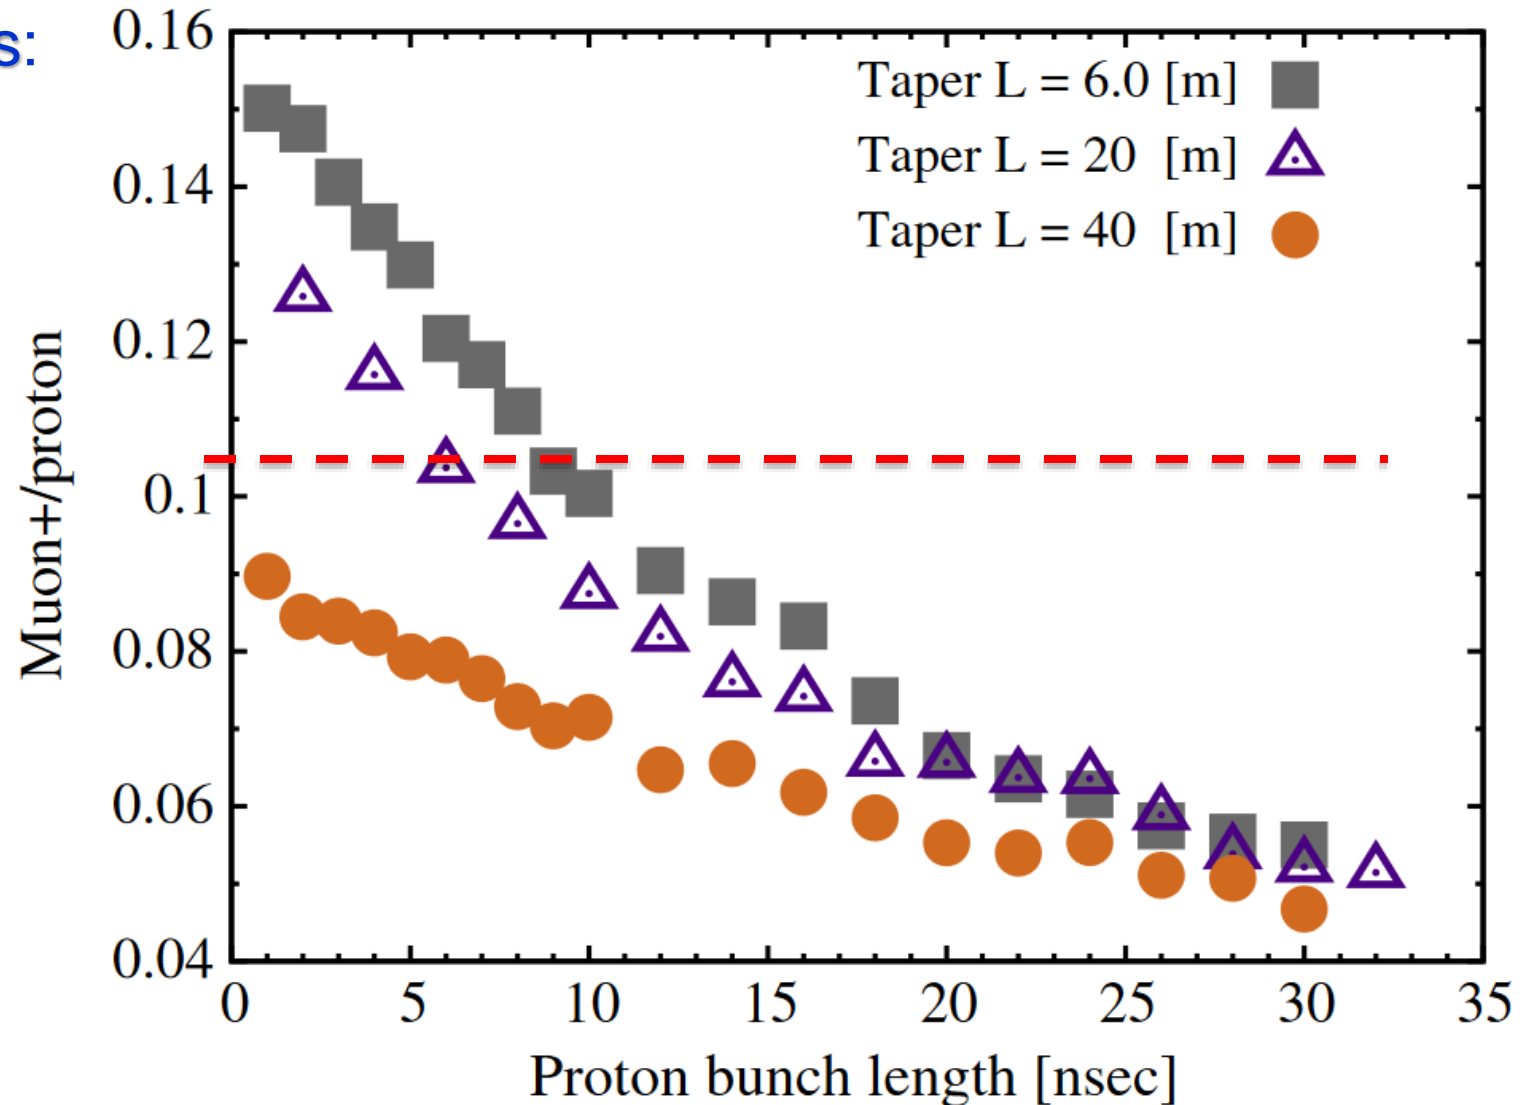 s:
0.16
0.14
0.12
0.1
0.08
0.06
0.04
Muon+/proton
Taper L = 6.0 [m]
Taper L = 20 [m]
Taper L = 40 [m]
0 5 10 15 20 25 30 35
Proton bunch length [nsec]